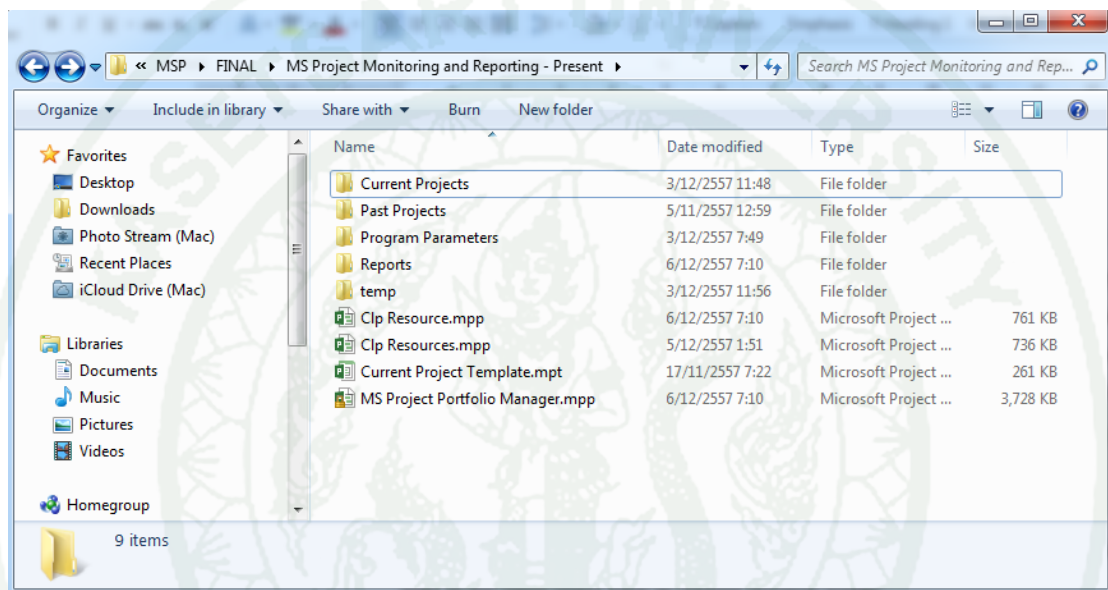 « MSP ▸ FINAL ▸ MS Project Monitoring and Reporting - Present ▸
Search MS Project Monitoring and Rep...
Organize Include in library Share with Burn New folder
Name Date modified Type Size
Favorites
Desktop
Downloads
Photo Stream (Mac)
Recent Places
iCloud Drive (Mac)
Libraries
Documents
Music
Pictures
Videos
Homegroup
Current Projects 3/12/2557 11:48 File folder
Past Projects 5/11/2557 12:59 File folder
Program Parameters 3/12/2557 7:49 File folder
Reports 6/12/2557 7:10 File folder
temp 3/12/2557 11:56 File folder
Clp Resource.mpp 6/12/2557 7:10 Microsoft Project ... 761 KB
Clp Resources.mpp 5/12/2557 1:51 Microsoft Project ... 736 KB
Current Project Template.mpt 17/11/2557 7:22 Microsoft Project ... 261 KB
MS Project Portfolio Manager.mpp 6/12/2557 7:10 Microsoft Project ... 3,728 KB
9 items